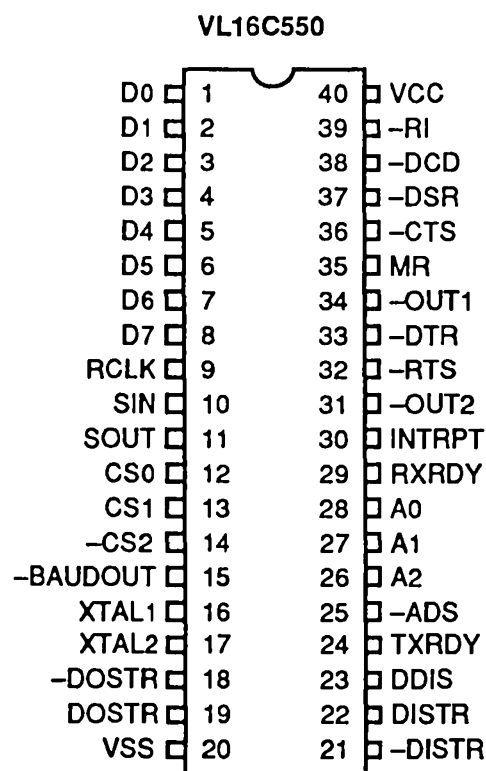 VL16C550
D0 1 40 VCC
D1 2 39 –RI
D2 3 38 –DCD
D3 4 37 –DSR
D4 5 36 –CTS
D5 6 35 MR
D6 7 34 –OUT1
D7 8 33 –DTR
RCLK 9 32 –RTS
SIN 10 31 –OUT2
SOUT 11 30 INTRPT
CS0 12 29 RXRDY
CS1 13 28 A0
–CS2 14 27 A1
–BAUDOUT 15 26 A2
XTAL1 16 25 –ADS
XTAL2 17 24 TXRDY
–DOSTR 18 23 DDIS
DOSTR 19 22 DISTR
VSS 20 21 –DISTR